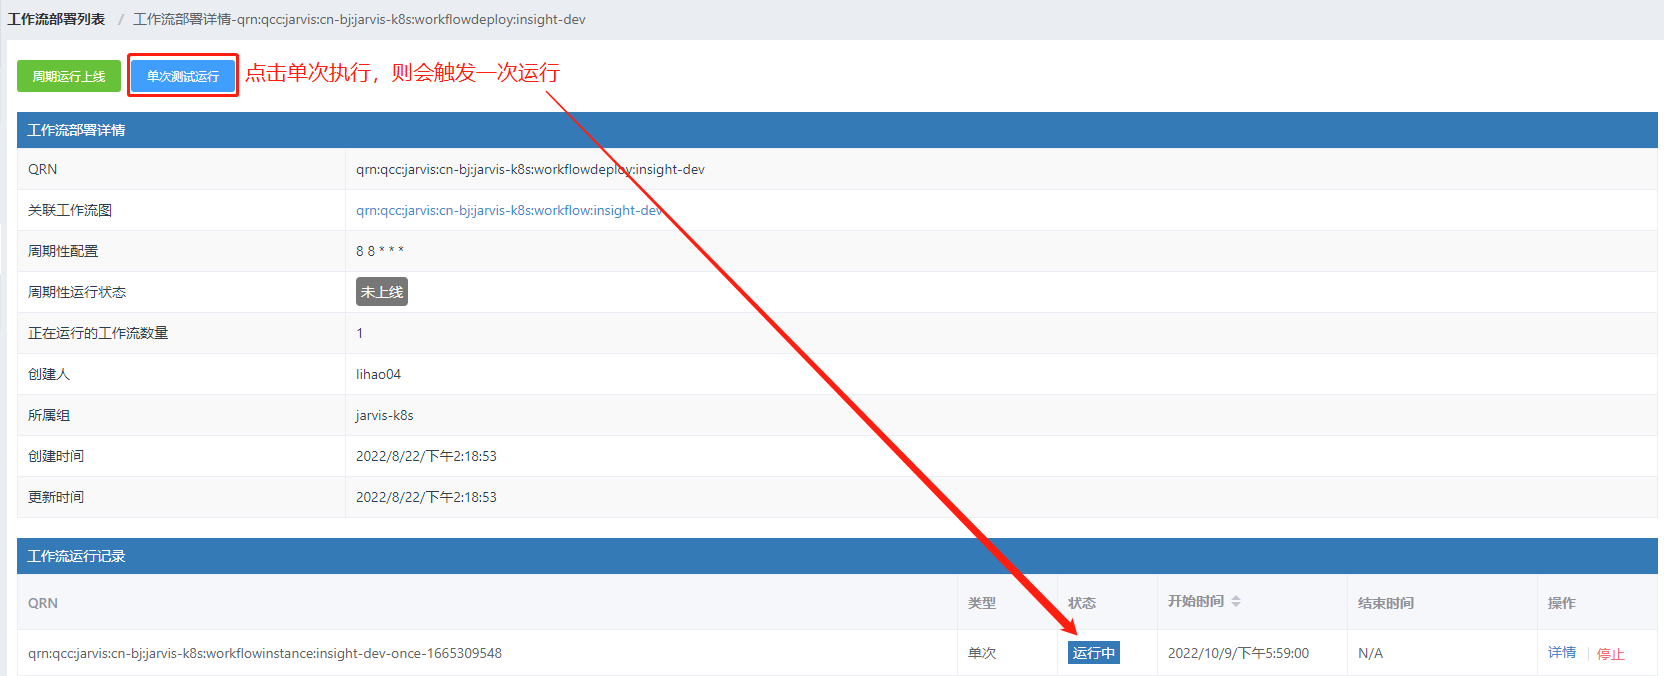 工作流部署列表 / 工作流部署详情-qrn:qcc:jarvis:cn-bj:jarvis-k8s:workflowdeploy:insight-dev
周期运行上线 单次测试运行 点击单次执行，则会触发一次运行
工作流部署详情
QRN qrn:qcc:jarvis:cn-bj:jarvis-k8s:workflowdeploy:insight-dev
关联工作流图 qrn:qcc:jarvis:cn-bj:jarvis-k8s:workflow:insight-dev
周期性配置 8 8 * * *
周期性运行状态 未上线
正在运行的工作流数量 1
创建人 lihao04
所属组 jarvis-k8s
创建时间 2022/8/22/下午2:18:53
更新时间 2022/8/22/下午2:18:53
工作流运行记录
QRN 类型 状态 开始时间 结束时间 操作
qrn:qcc:jarvis:cn-bj:jarvis-k8s:workflowinstance:insight-dev-once-1665309548 单次 运行中 2022/10/9/下午5:59:00 N/A 详情 停止